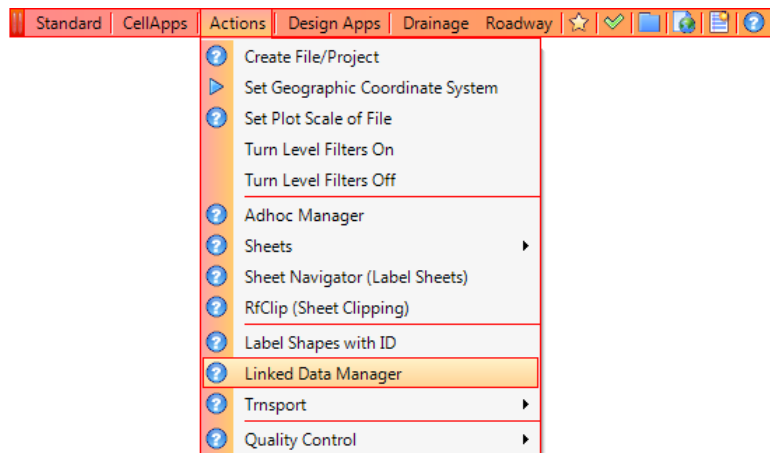 Standard CellApps Actions Design Apps Drainage Roadway
Create File/Project
Set Geographic Coordinate System
Set Plot Scale of File
Turn Level Filters On
Turn Level Filters Off
Adhoc Manager
Sheets
Sheet Navigator (Label Sheets)
RfClip (Sheet Clipping)
Label Shapes with ID
Linked Data Manager
Trnsport
Quality Control